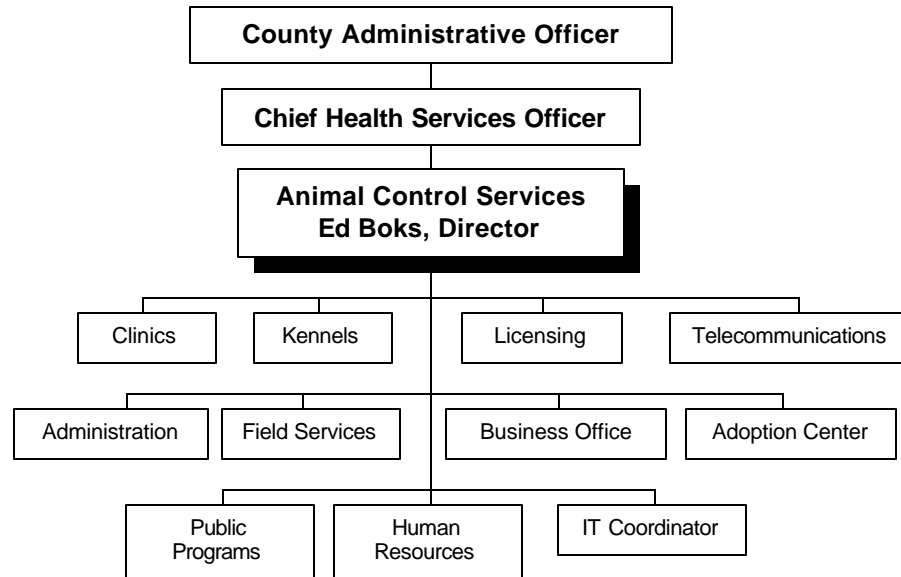 County Administrative Officer
Chief Health Services Officer
Animal Control Services
Ed Boks, Director
Clinics
Kennels
Licensing
Telecommunications
Administration
Field Services
Business Office
Adoption Center
Public
Programs
Human
Resources
IT Coordinator